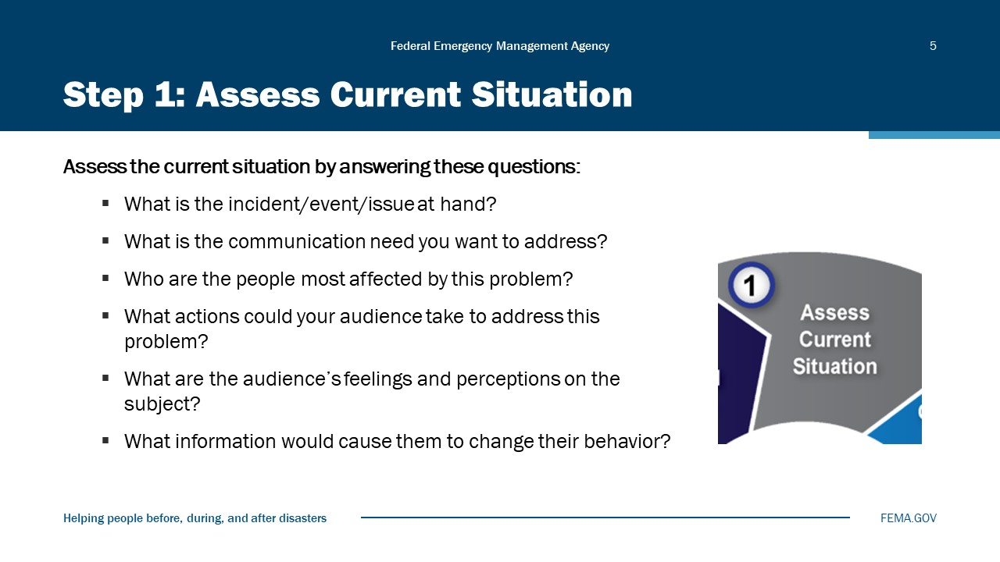 Federal Emergency Management Agency
5
Step 1: Assess Current Situation
Assess the current situation by answering these questions:
▪ What is the incident/event/issue at hand?
▪ What is the communication need you want to address?
▪ Who are the people most affected by this problem?
▪ What actions could your audience take to address this
problem?
▪ What are the audience’s feelings and perceptions on the
subject?
▪ What information would cause them to change their behavior?
1
Assess
Current
Situation
Helping people before, during, and after disasters
FEMA.GOV